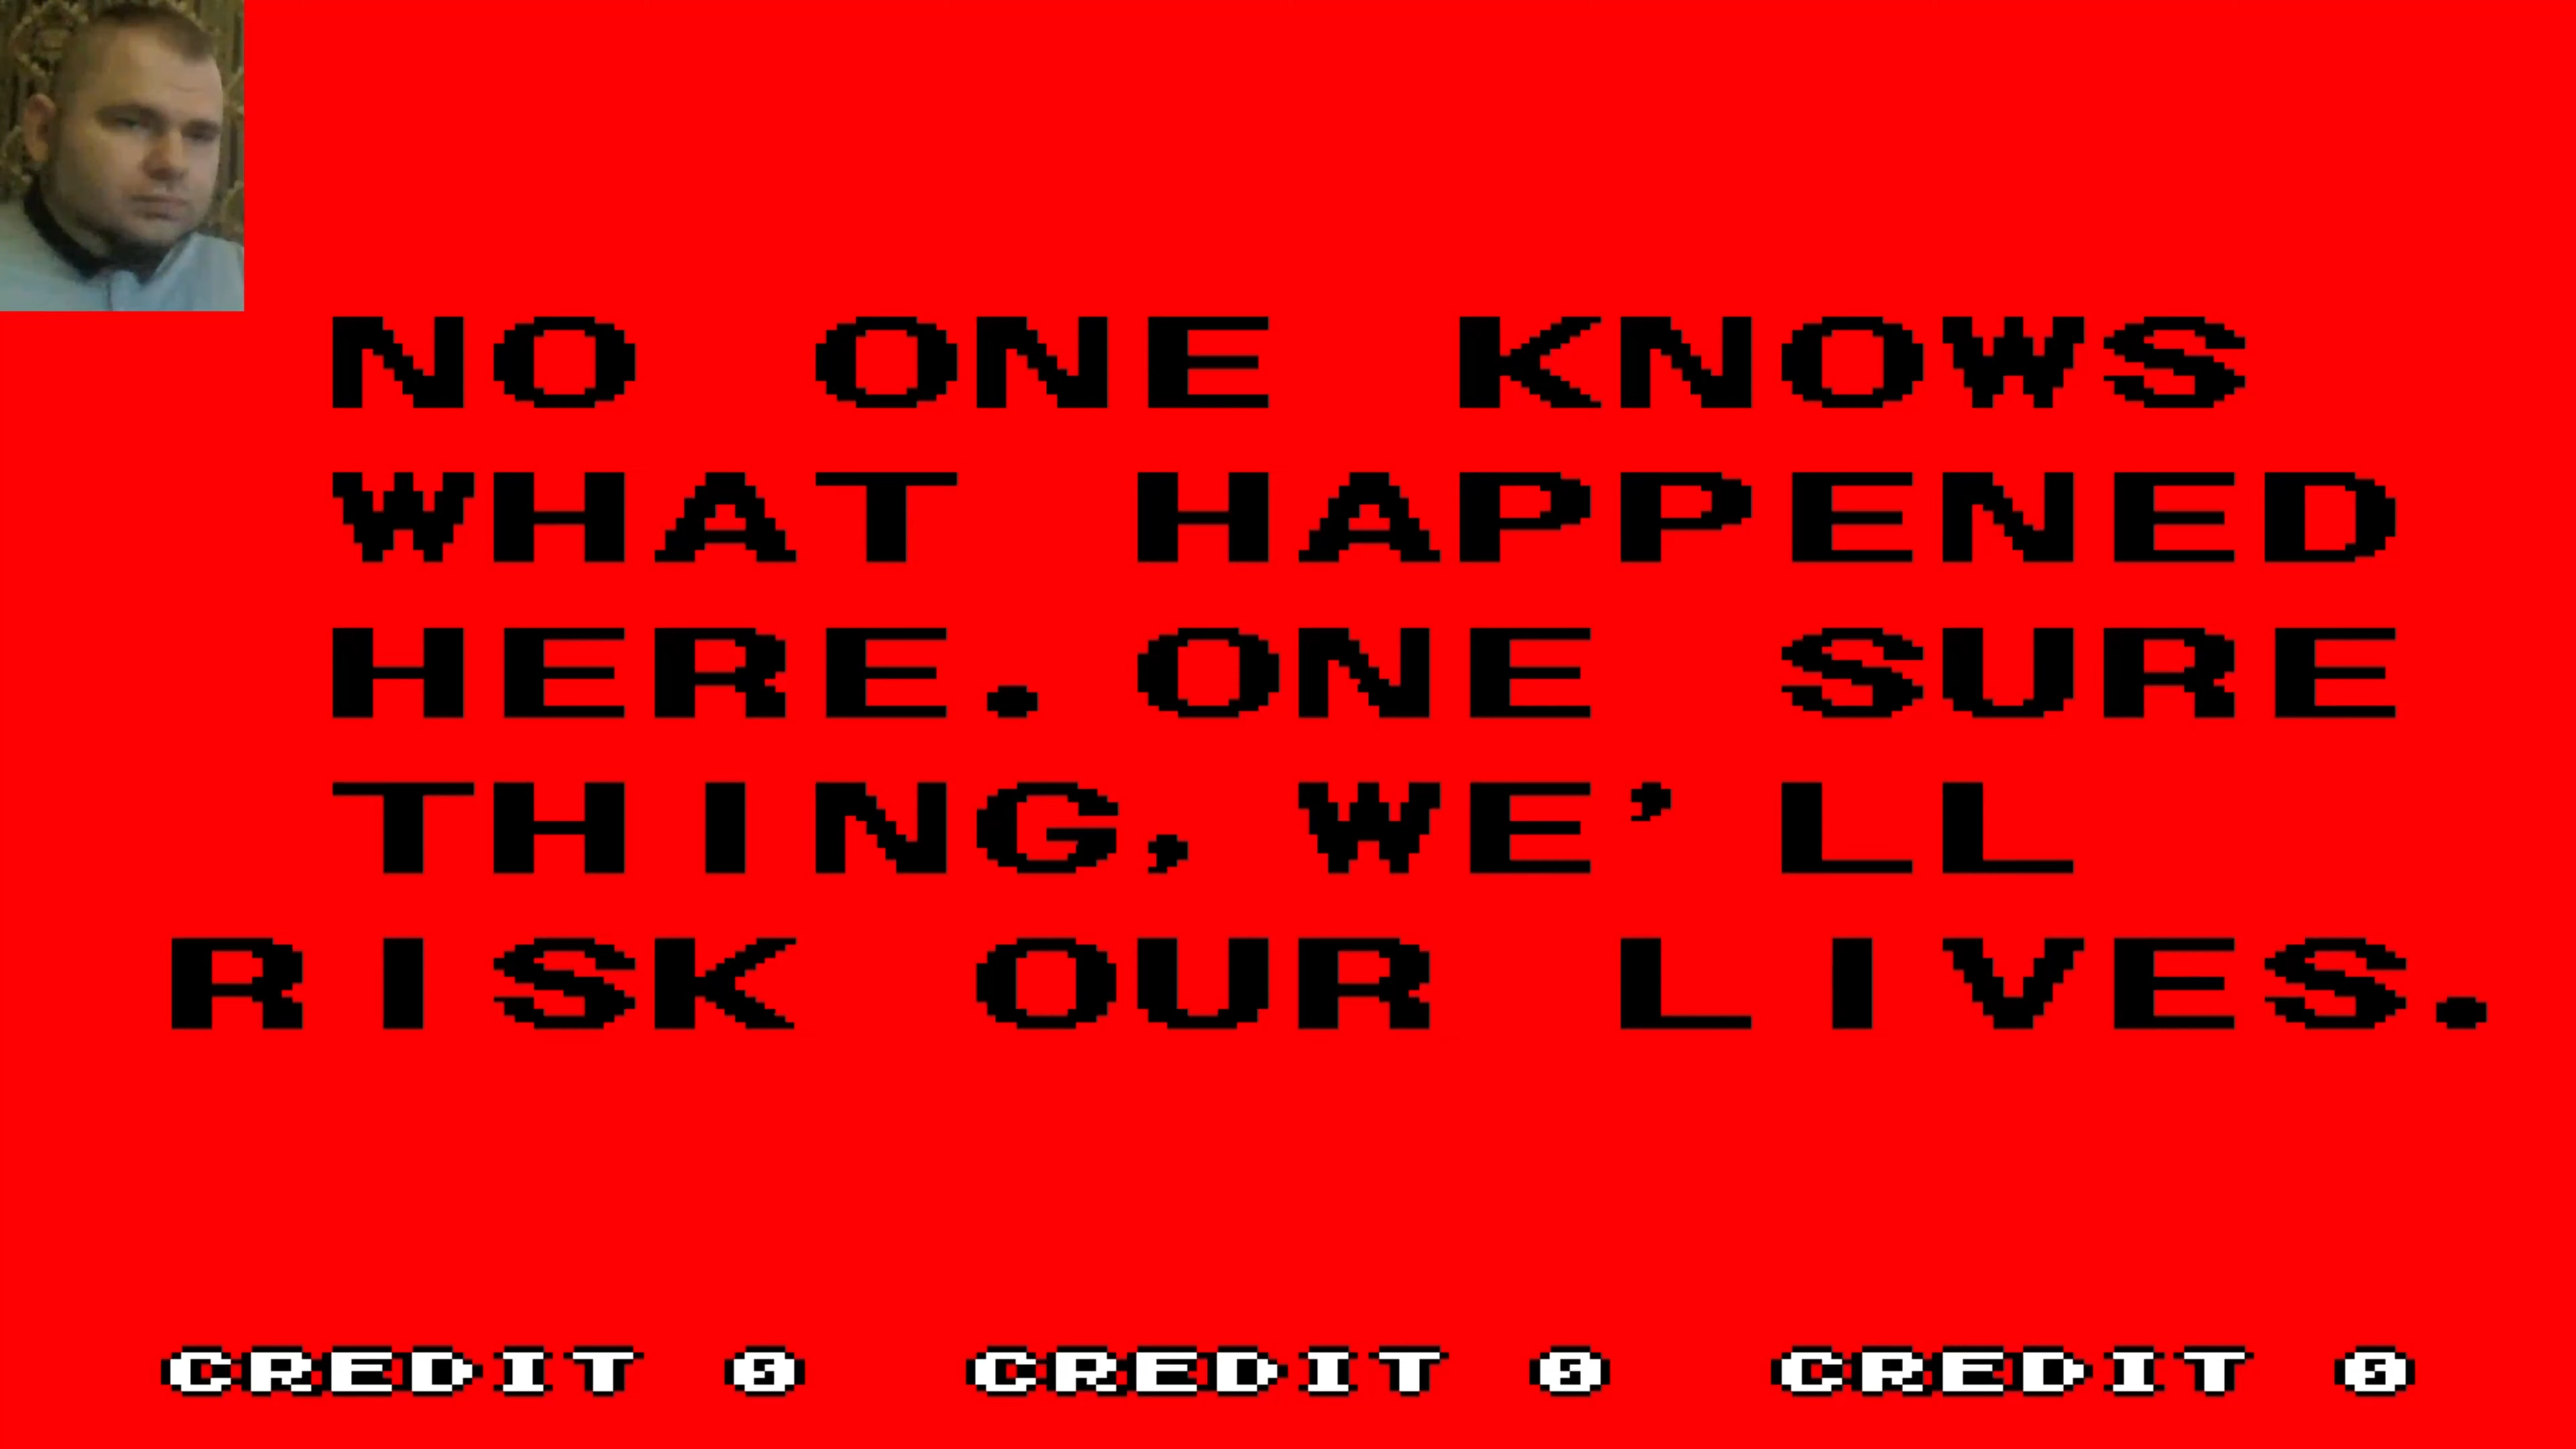 NO ONE KNOWS
WHAT HAPPENED
HERE. ONE SURE
THING, WE'LL
RISK OUR LIVES.
CREDIT 0 CREDIT 0 CREDIT 0